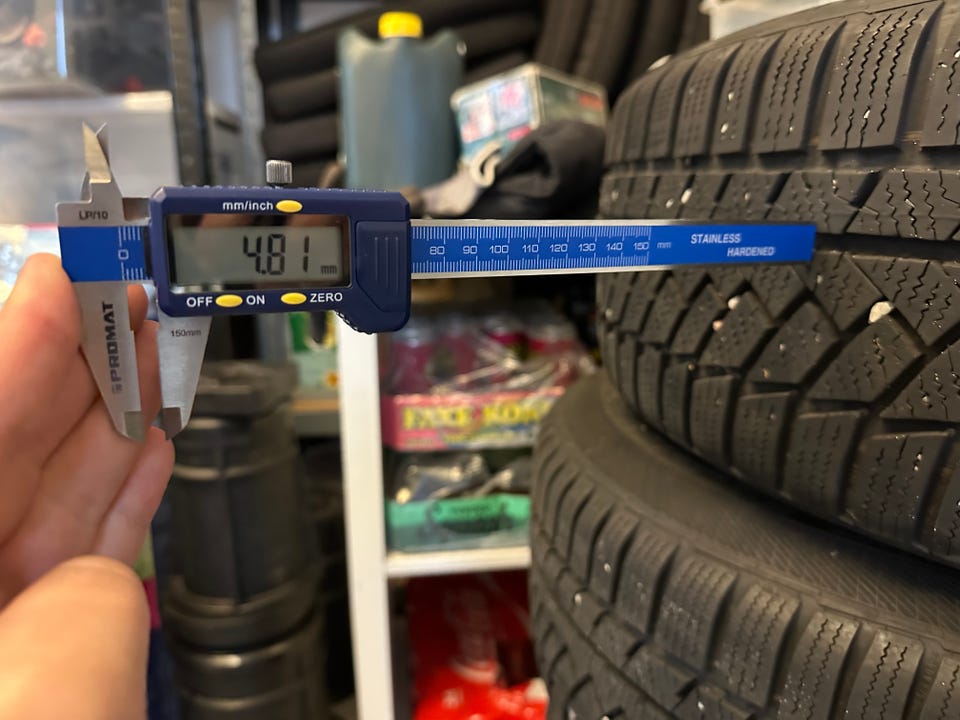 LP/10
mm/inch
4.81 mm
OFF ON ZERO
0
80 90 100 110 120 130 140 150 mm
STAINLESS
HARDENED
150mm
PROMAT